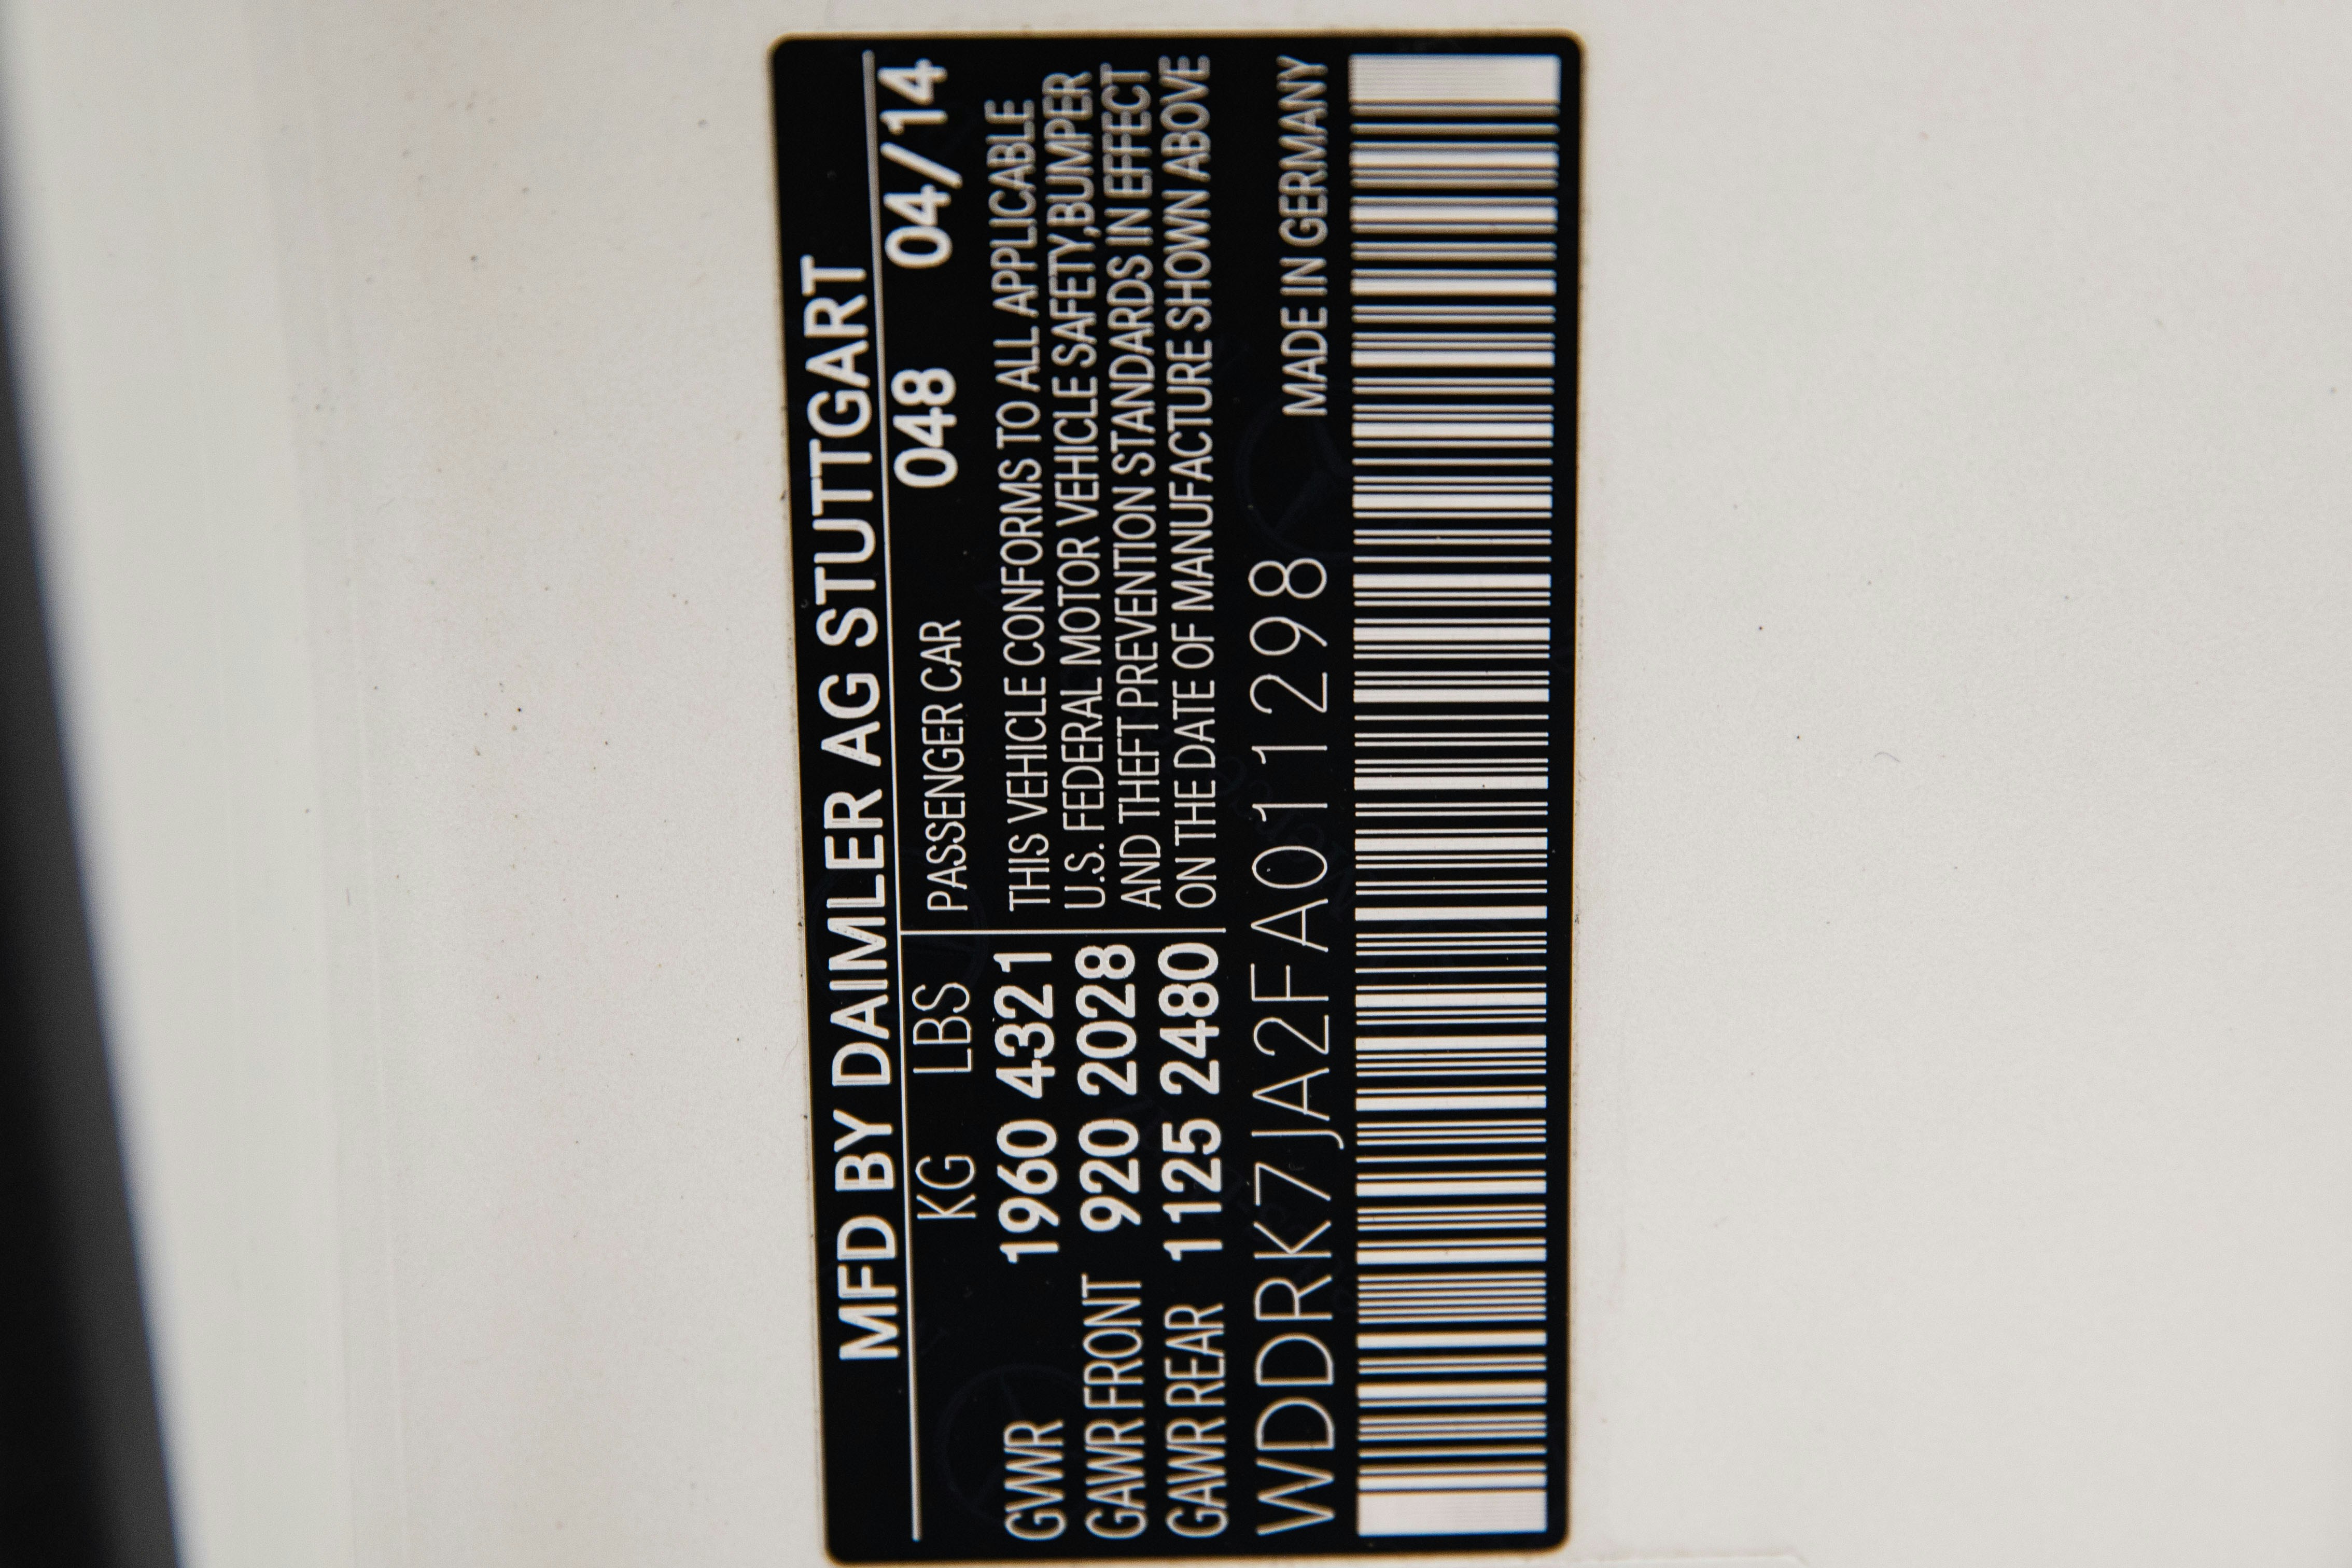 MFD BY DAIMLER AG STUTTGART
KG LBS PASSENGER CAR 048 04/14
GVWR 1960 4321 THIS VEHICLE CONFORMS TO ALL APPLICABLE
U.S. FEDERAL MOTOR VEHICLE SAFETY,BUMPER
GAWR FRONT 920 2028 AND THEFT PREVENTION STANDARDS IN EFFECT
GAWR REAR 1125 2480 ON THE DATE OF MANUFACTURE SHOWN ABOVE
WDDRK7JA2FA011298 MADE IN GERMANY